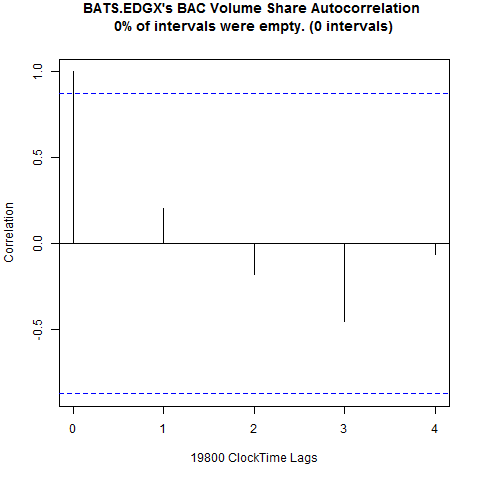 BATS.EDGX's BAC Volume Share Autocorrelation
0% of intervals were empty. (0 intervals)
1.0
0.5
0.0
-0.5
Correlation
0 1 2 3 4
19800 ClockTime Lags